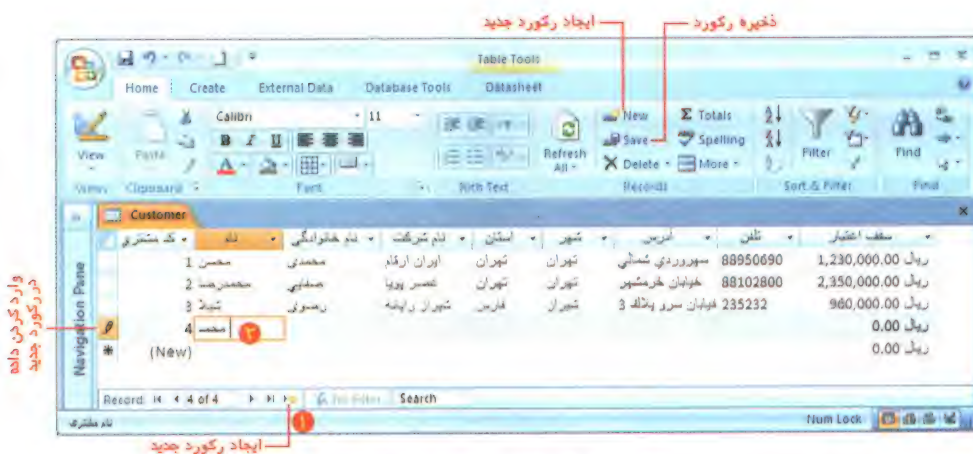 ایجاد رکورد جدید
ذخیره رکورد
Table Tools
Home Create External Data Database Tools Datasheet
Calibri 11
New Σ Totals
Save Spelling
Delete More
View Paste B I U Refresh All Filter Find
Views Clipboard Font Rich Text Records Sort & Filter Find
Customer
کد مشتری نام نام خانوادگی نام شرکت استان شهر آدرس تلفن سقف اعتبار
1 محسن محمدی ایران ارقام تهران تهران سهروردي شمالي 88950690 ریال 1,230,000.00
2 محمدرضا صفایی عصر پویا تهران تهران خیابان خرمشهر 88102800 ریال 2,350,000.00
3 شیلا رضوی شیراز رایانه فارس شیراز خیابان سرو پلاک 3 235232 ریال 960,000.00
4 محمد ۲ ریال 0.00
(New) ریال 0.00
Navigation Pane
وارد کردن داده
در رکورد جدید
Record: 4 of 4 No Filter Search
۱
نام مشتری Num Lock
ایجاد رکورد جدید